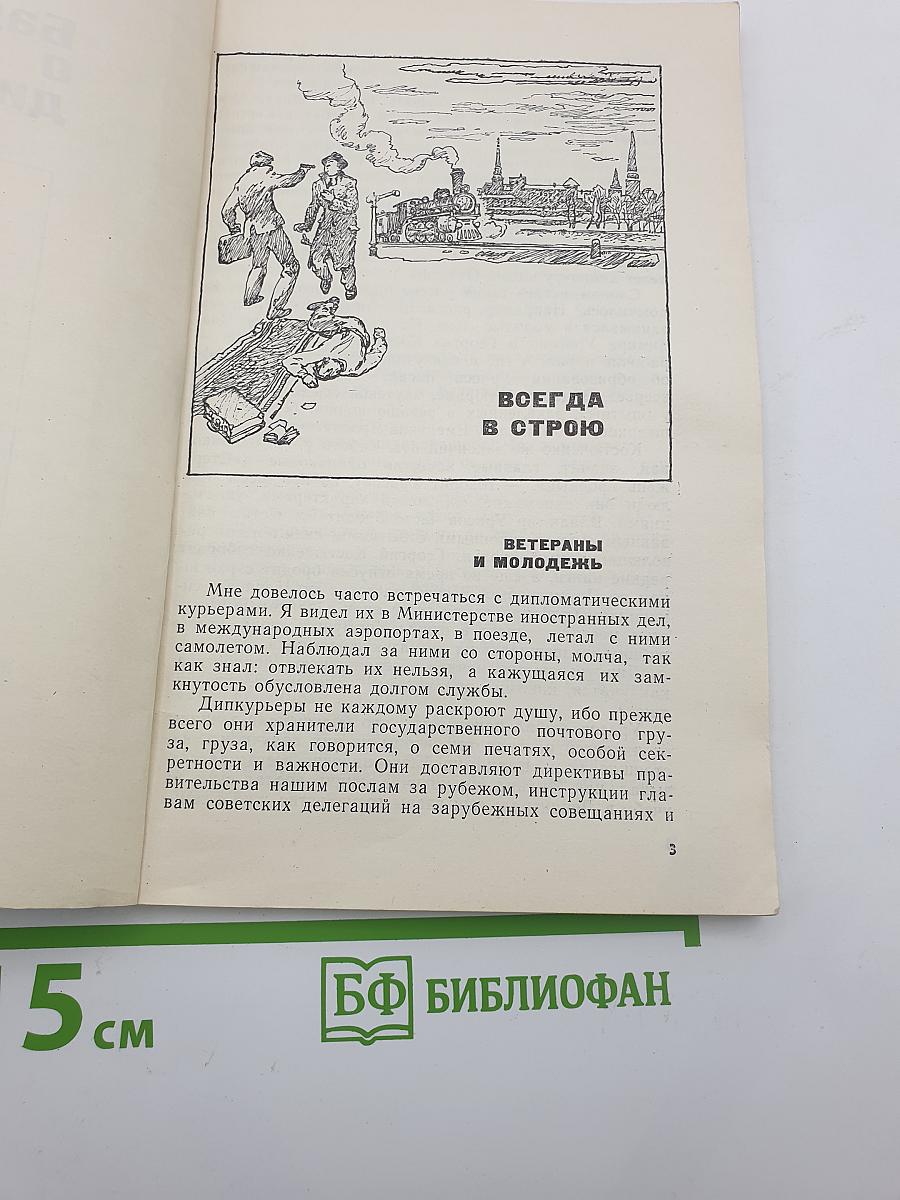 ВСЕГДА
В СТРОЮ
ВЕТЕРАНЫ
И МОЛОДЕЖЬ
Мне довелось часто встречаться с дипломатическими
курьерами. Я видел их в Министерстве иностранных дел,
в международных аэропортах, в поезде, летал с ними
самолетом. Наблюдал за ними со стороны, молча, так
как знал: отвлекать их нельзя, а кажущаяся их зам-
кнутость обусловлена долгом службы.
Дипкурьеры не каждому раскроют душу, ибо прежде
всего они хранители государственного почтового гру-
за, груза, как говорится, о семи печатях, особой сек-
ретности и важности. Они доставляют директивы пра-
вительства нашим послам за рубежом, инструкции гла-
вам советских делегаций на зарубежных совещаниях и
3
5 см
БФ БИБЛИОФАН